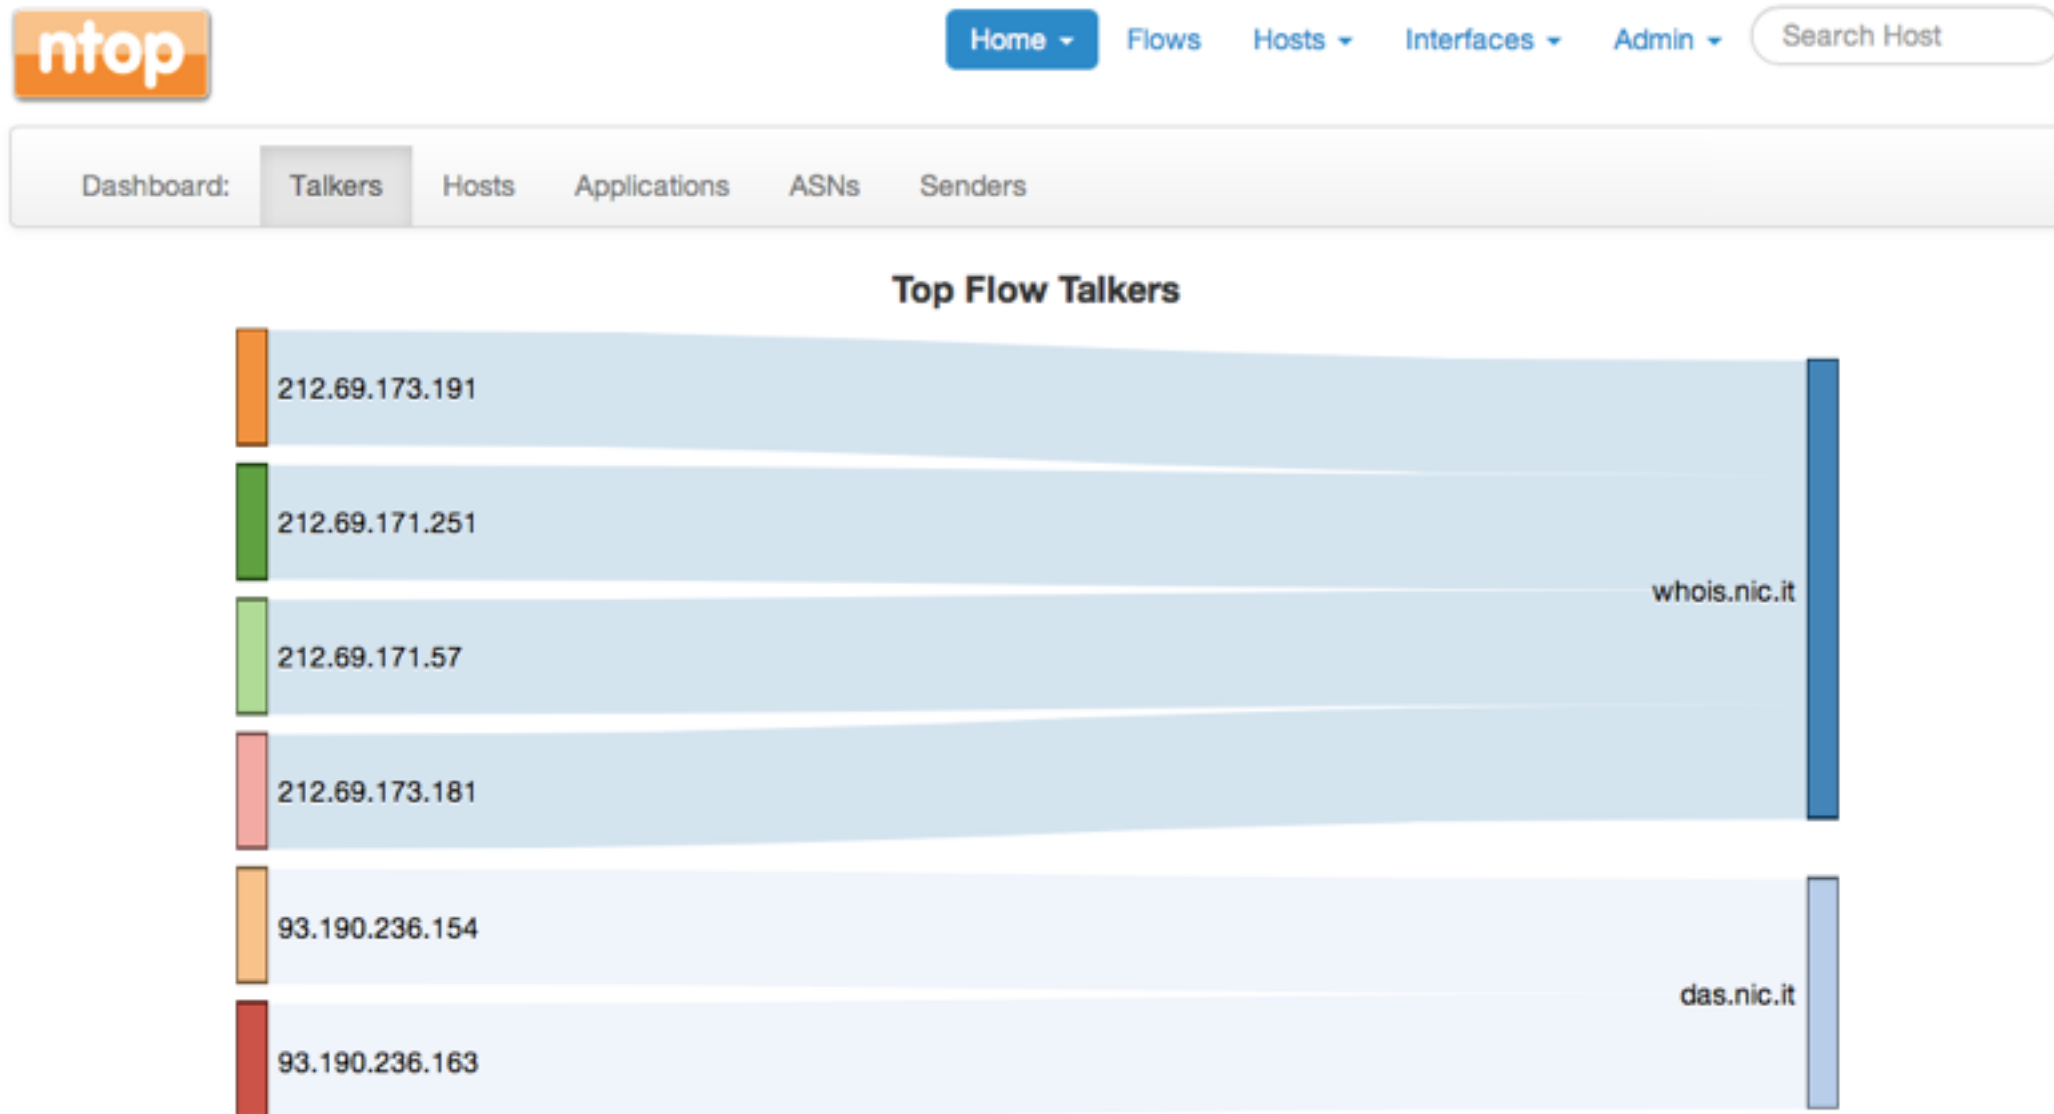 ntop
Home Flows Hosts Interfaces Admin Search Host
Dashboard: Talkers Hosts Applications ASNs Senders
Top Flow Talkers
212.69.173.191
212.69.171.251
whois.nic.it
212.69.171.57
212.69.173.181
93.190.236.154
das.nic.it
93.190.236.163